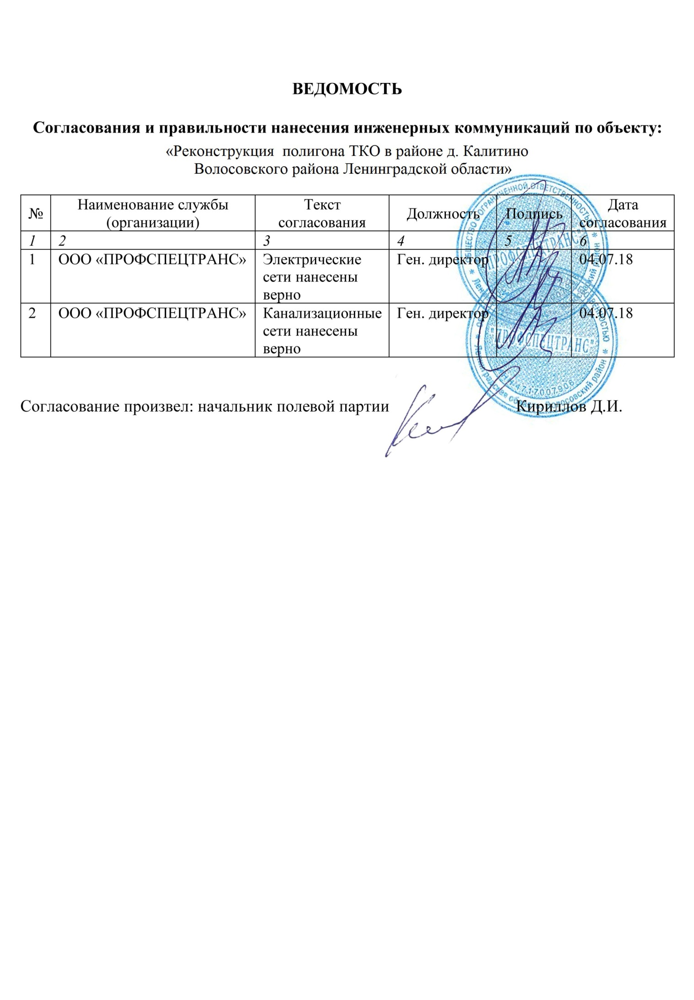 ВЕДОМОСТЬ
Согласования и правильности нанесения инженерных коммуникаций по объекту:
«Реконструкция полигона ТКО в районе д. Калитино
Волосовского района Ленинградской области»
№ Наименование службы (организации) Текст согласования Должность Подпись Дата согласования
1 2 3 4 5 6
1 ООО «ПРОФСПЕЦТРАНС» Электрические Ген. директор 04.07.18
сети нанесены
верно
2 ООО «ПРОФСПЕЦТРАНС» Канализационные Ген. директор 04.07.18
сети нанесены
верно
Согласование произвел: начальник полевой партии Кириллов Д.И.
ОБЩЕСТВО С ОГРАНИЧЕННОЙ ОТВЕТСТВЕННОСТЬЮ
"ПРОФСПЕЦТРАНС"
"ПРОФСПЕЦТРАНС"
ИНН 4717007906
Ленинградская область, Волосовский район